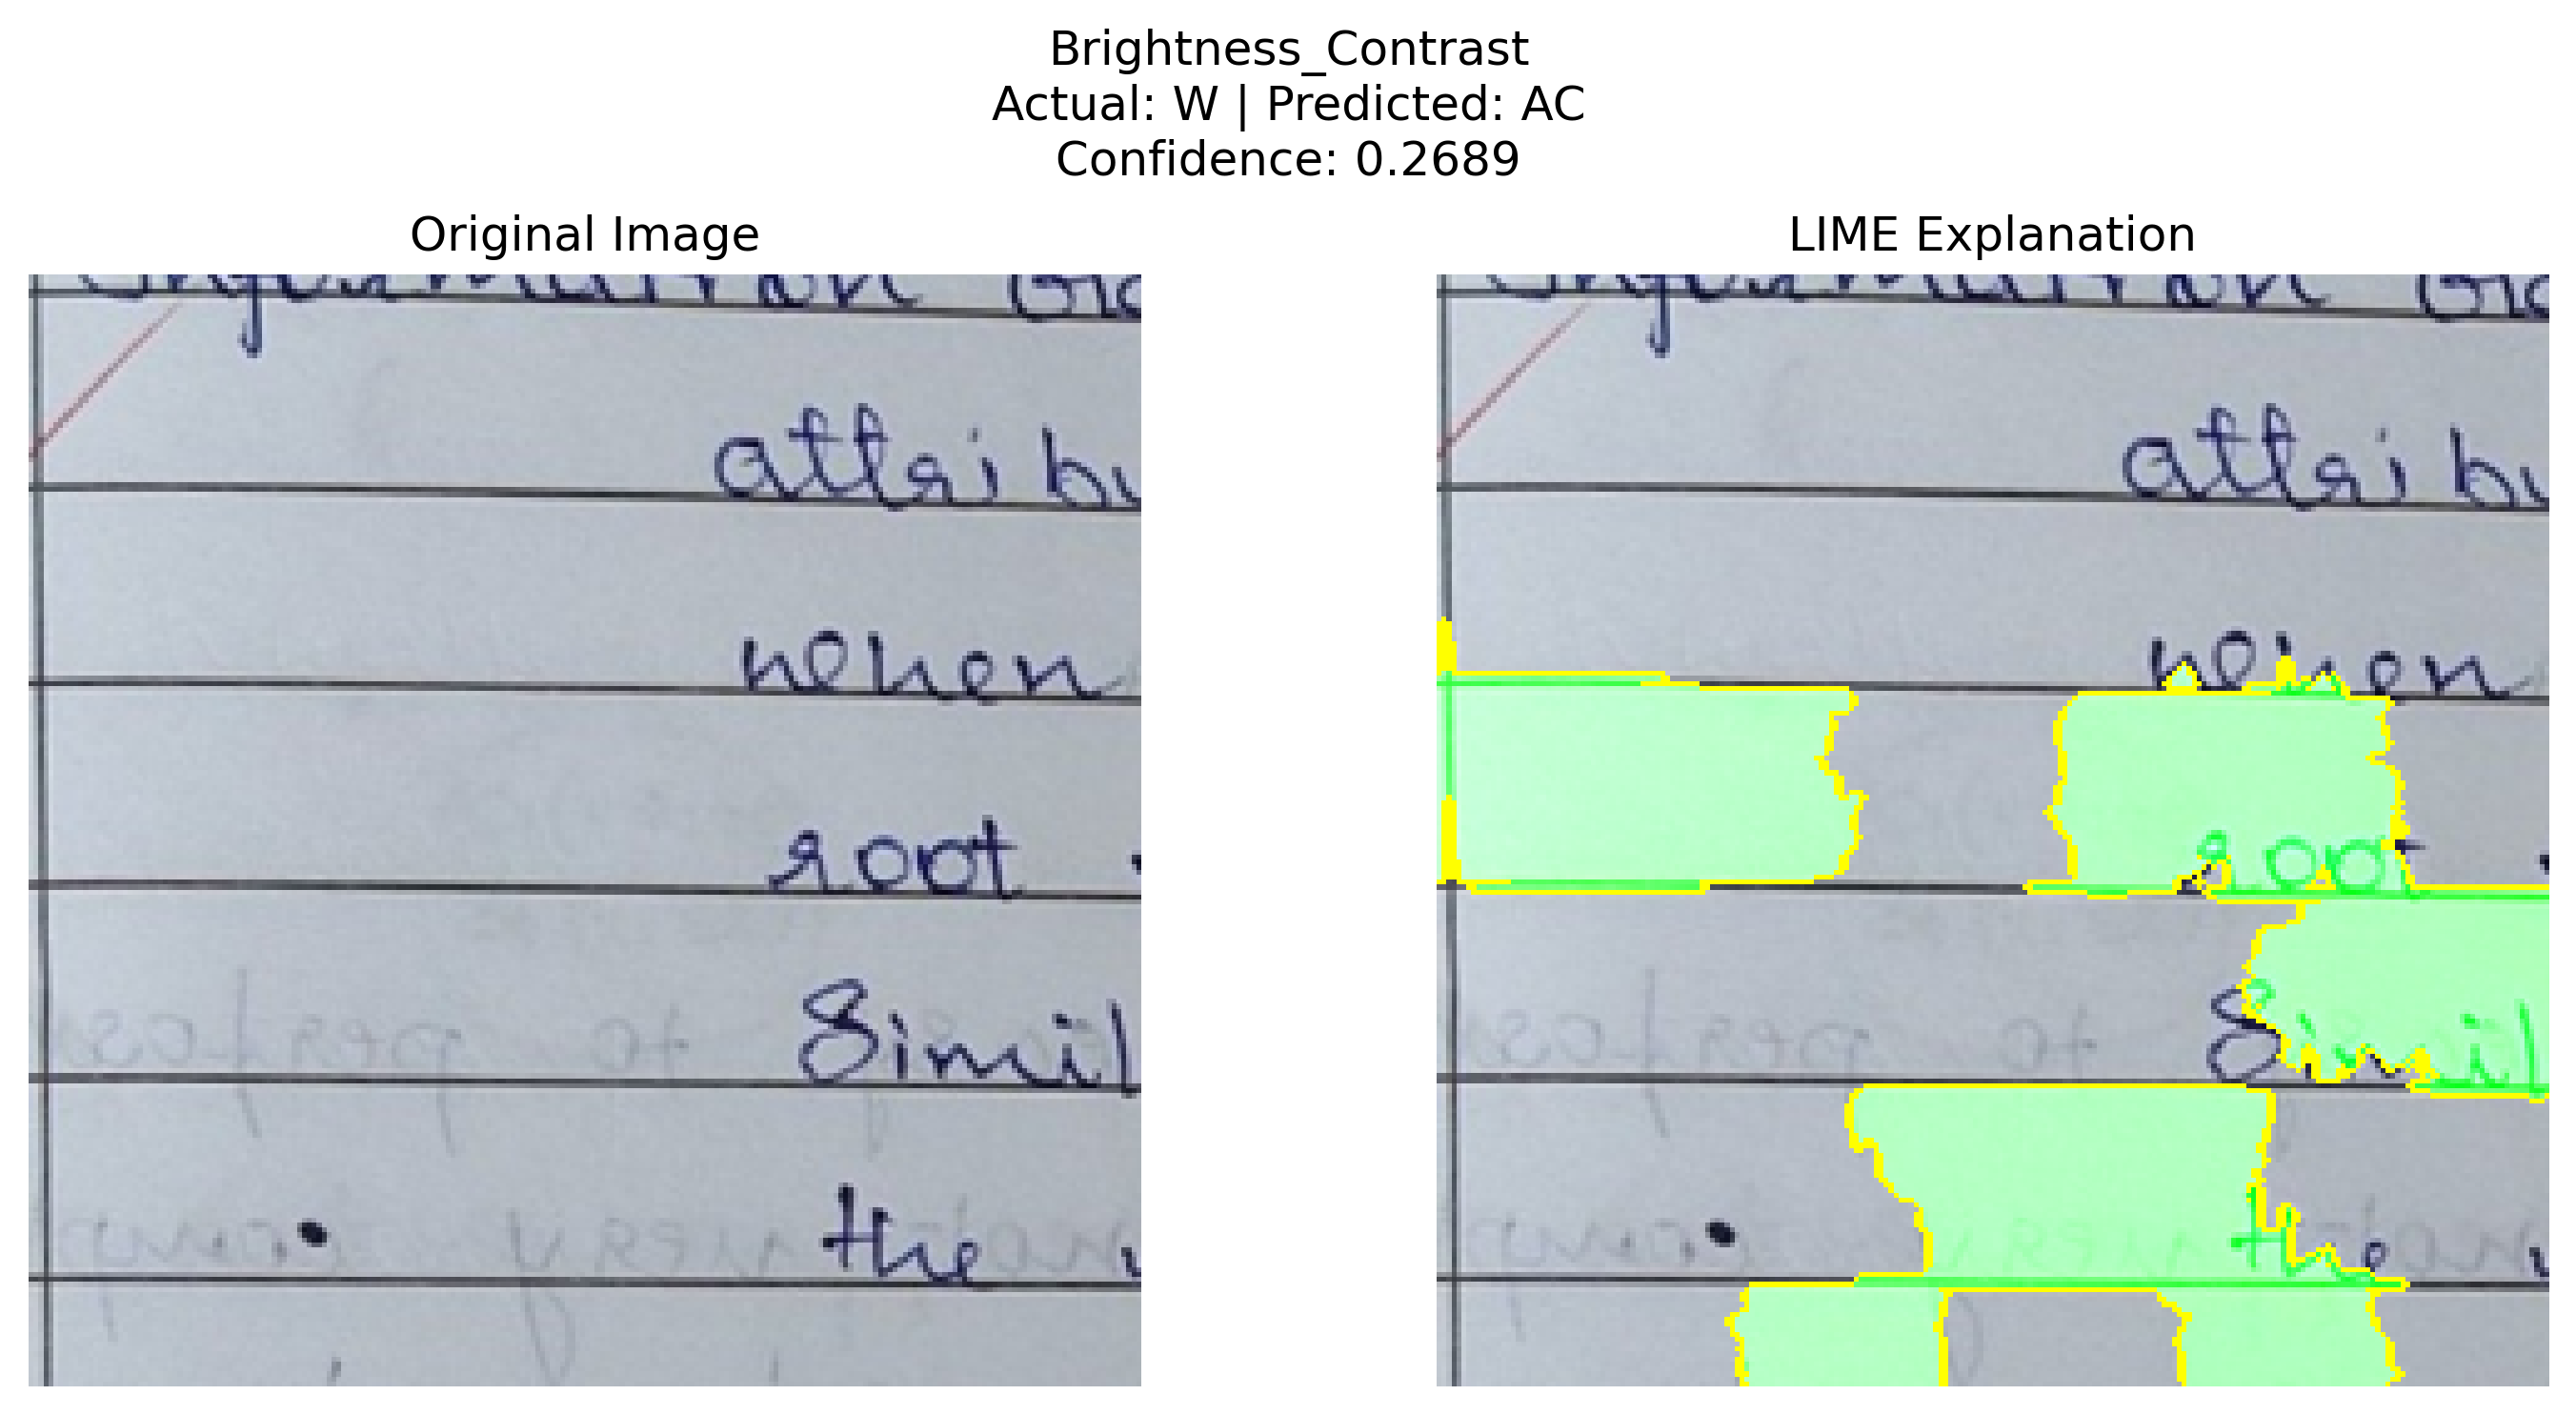 Brightness_Contrast
Actual: W | Predicted: AC
Confidence: 0.2689
Original Image
LIME Explanation
attribu
when
root
Simil
the
attribu
when
root
Simil
the